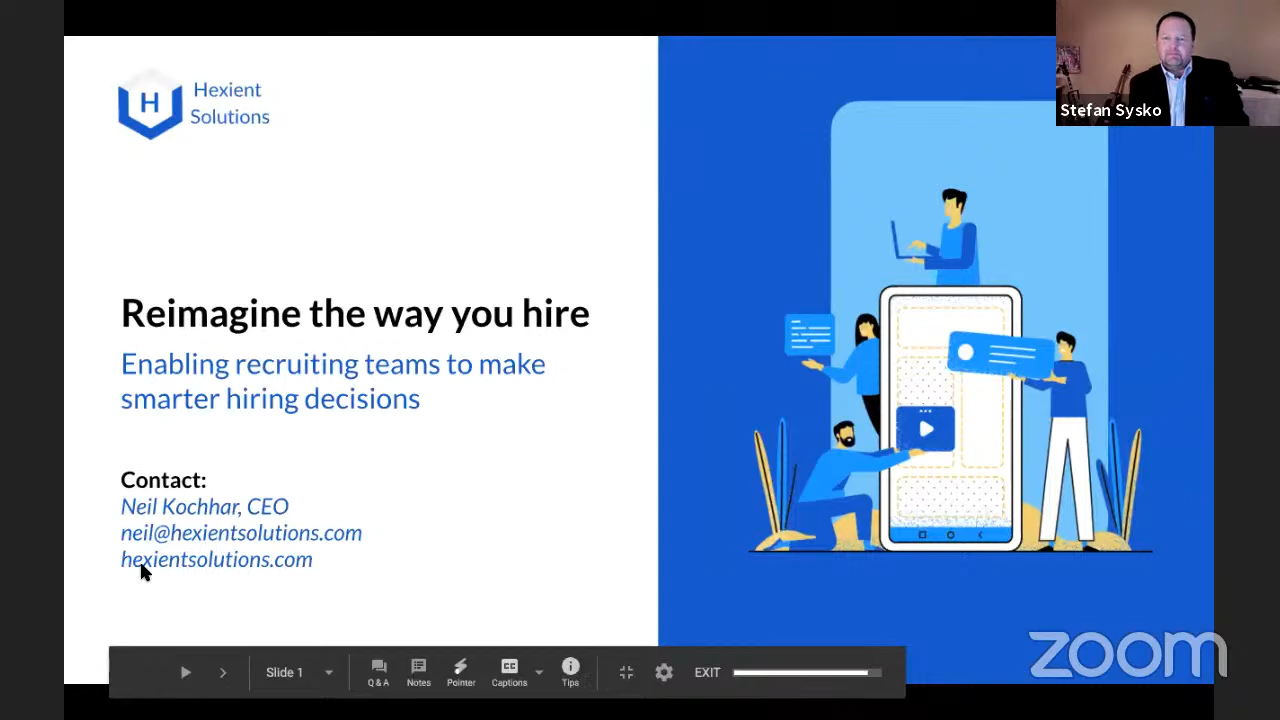 Hexient
Solutions
H
Stefan Sysko
Reimagine the way you hire
Enabling recruiting teams to make
smarter hiring decisions
Contact:
Neil Kochhar, CEO
neil@hexientsolutions.com
hexientsolutions.com
Slide 1
Q & A
Notes
Pointer
CC
Captions
Tips
EXIT
zoom